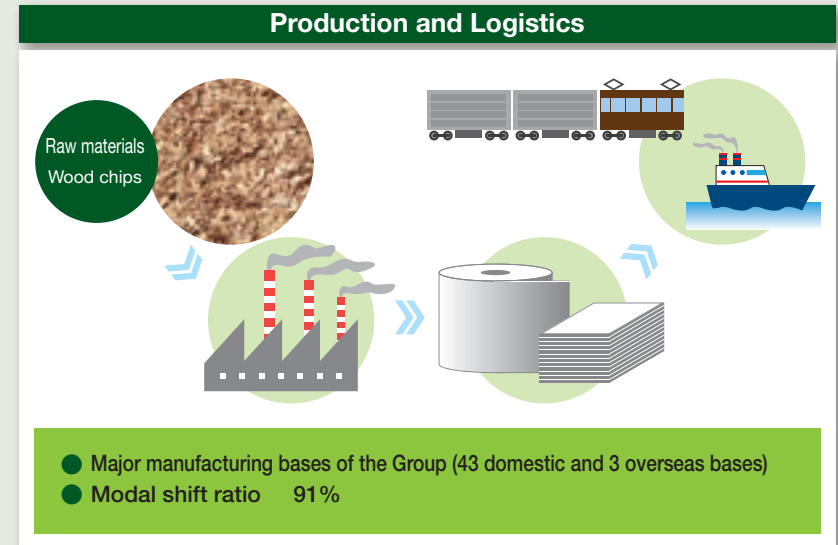 Production and Logistics
Raw materials
Wood chips
● Major manufacturing bases of the Group (43 domestic and 3 overseas bases)
● Modal shift ratio 91%